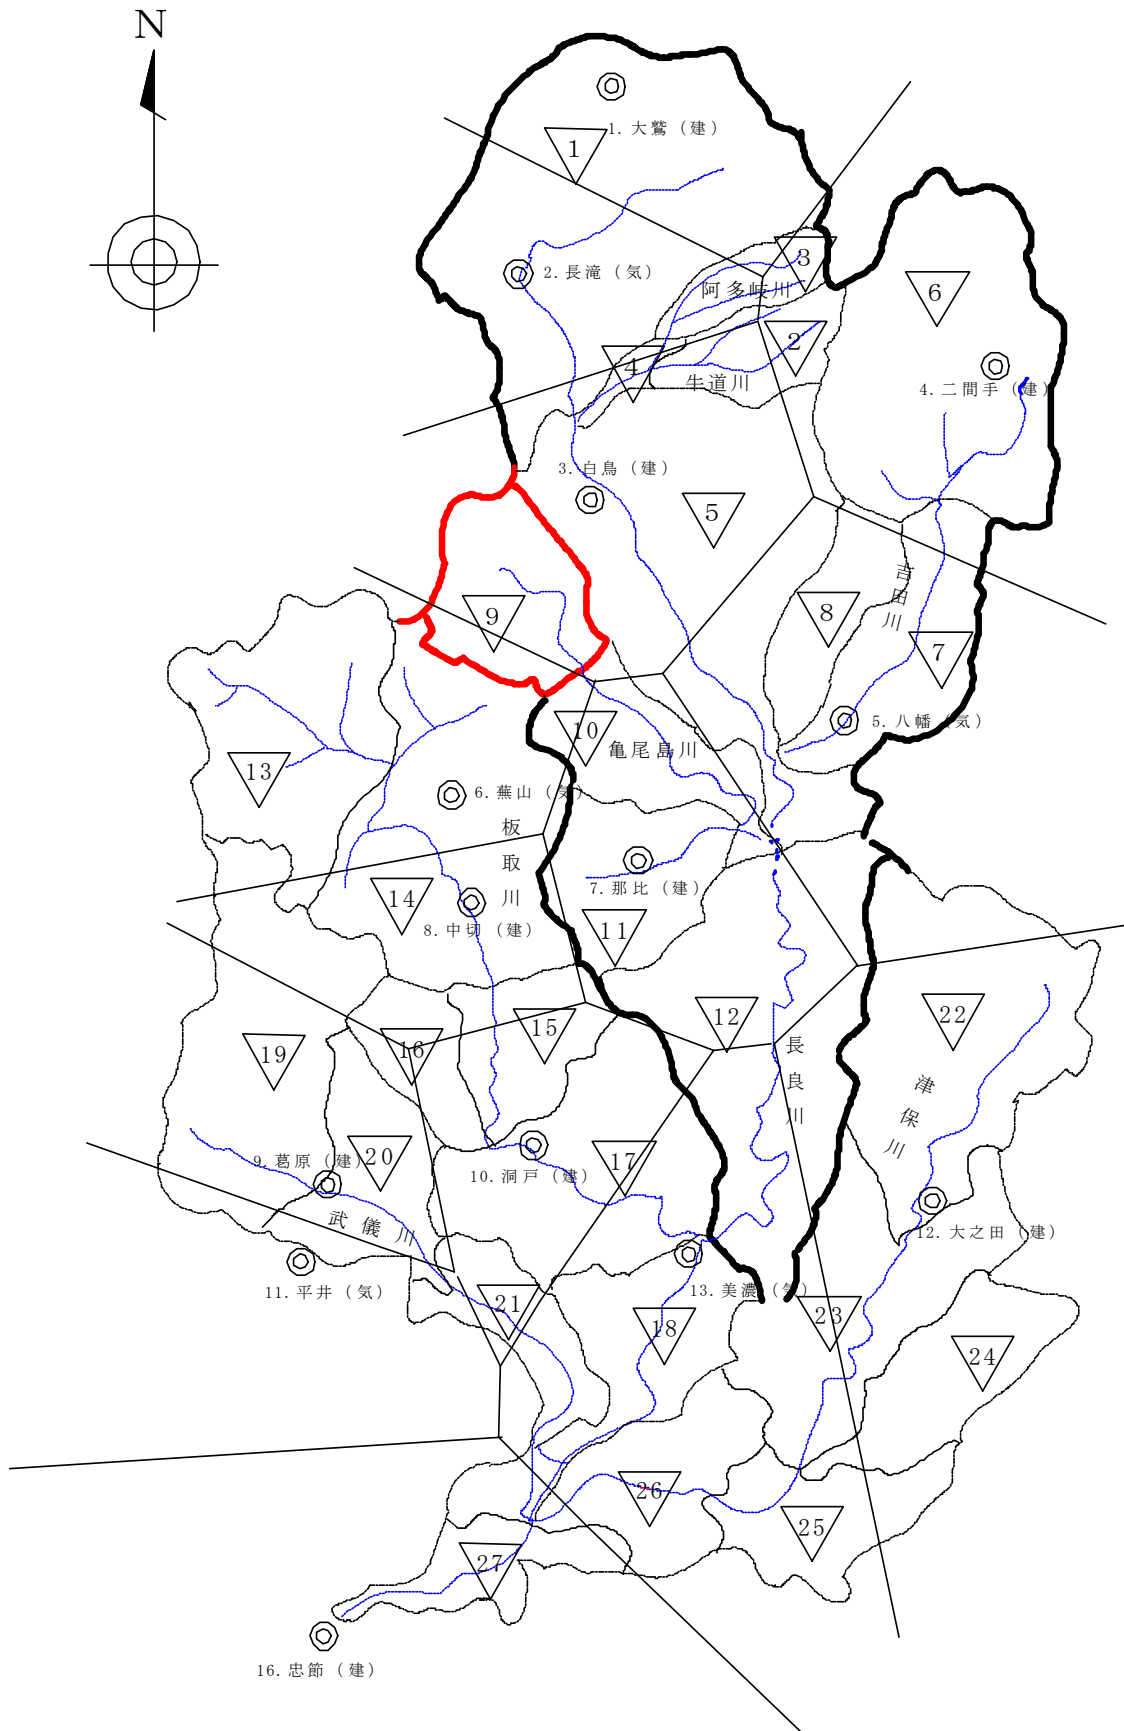 N
1. 大鷲（建）
1
3
2. 長滝（気）
阿多岐川
6
2
4
牛道川
4. 二間手（建）
3. 白鳥（建）
5
吉田川
8
9
7
10
5. 八幡（気）
亀尾島川
13
6. 蕪山（気）
板取川
7. 那比（建）
14
8. 中切（建）
11
12
22
15
16
19
長良川
津保川
20
9. 葛原（建）
17
10. 洞戸（建）
武儀川
12. 大之田（建）
11. 平井（気）
13. 美濃（気）
21
23
18
24
26
25
27
16. 忠節（建）